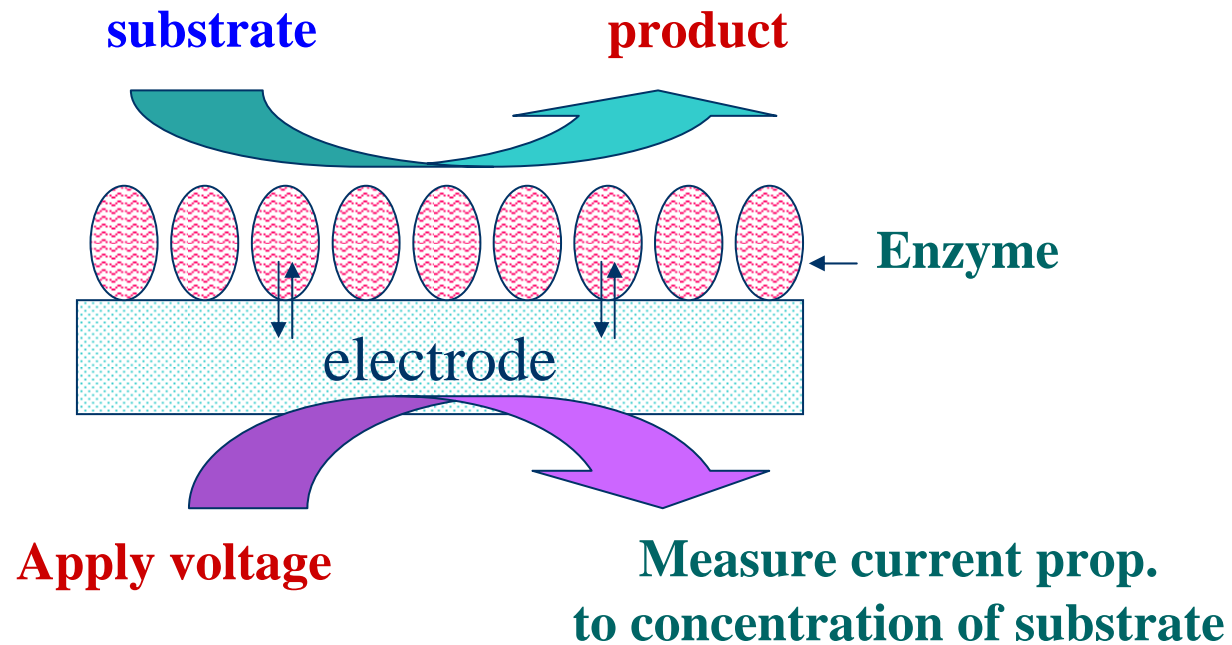 substrate
product
Enzyme
electrode
Apply voltage
Measure current prop.
to concentration of substrate